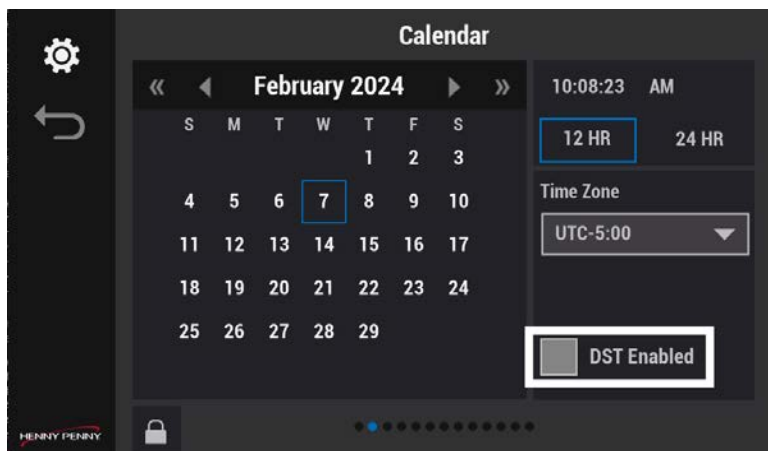 Calendar
« February 2024 »
S M T W T F S
1 2 3
4 5 6 7 8 9 10
11 12 13 14 15 16 17
18 19 20 21 22 23 24
25 26 27 28 29
10:08:23 AM
12 HR 24 HR
Time Zone
UTC-5:00
DST Enabled
HENNY PENNY